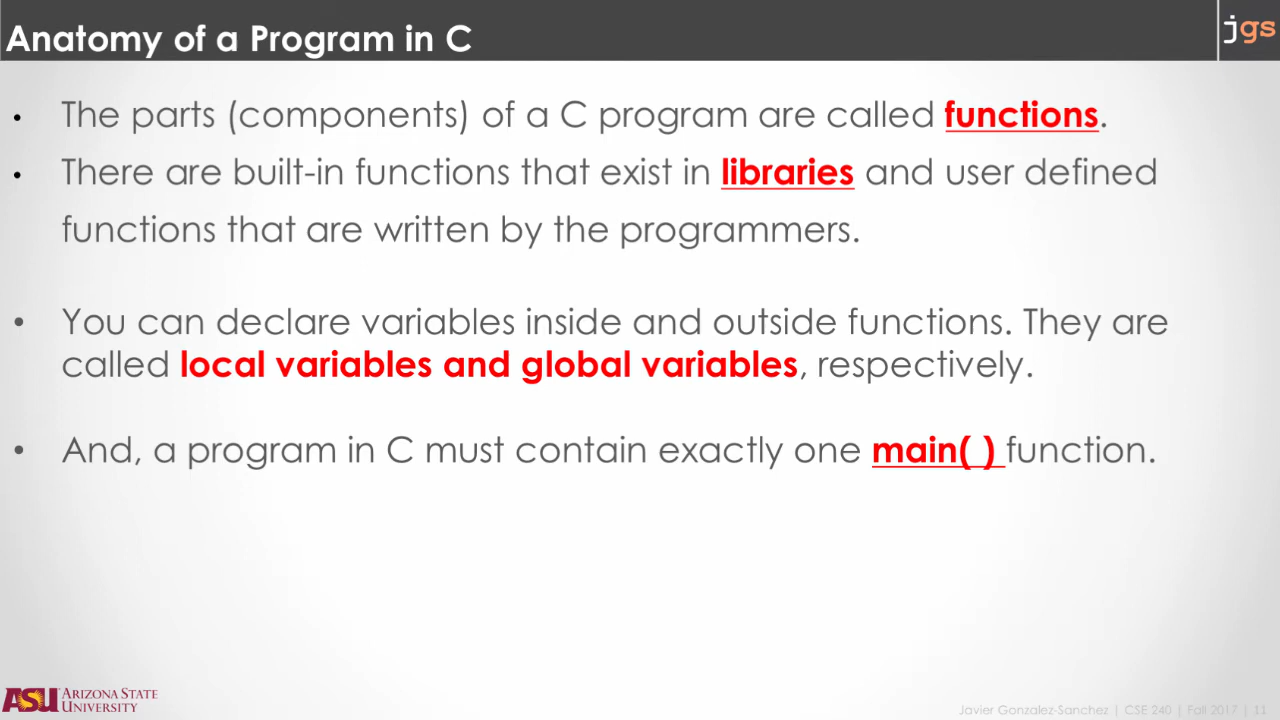 Anatomy of a Program in C
jgs
• The parts (components) of a C program are called functions.
• There are built-in functions that exist in libraries and user defined
functions that are written by the programmers.
• You can declare variables inside and outside functions. They are
called local variables and global variables, respectively.
• And, a program in C must contain exactly one main( ) function.
ASU ARIZONA STATE
UNIVERSITY
Javier Gonzalez-Sanchez | CSE 240 | Fall 2017 | 11